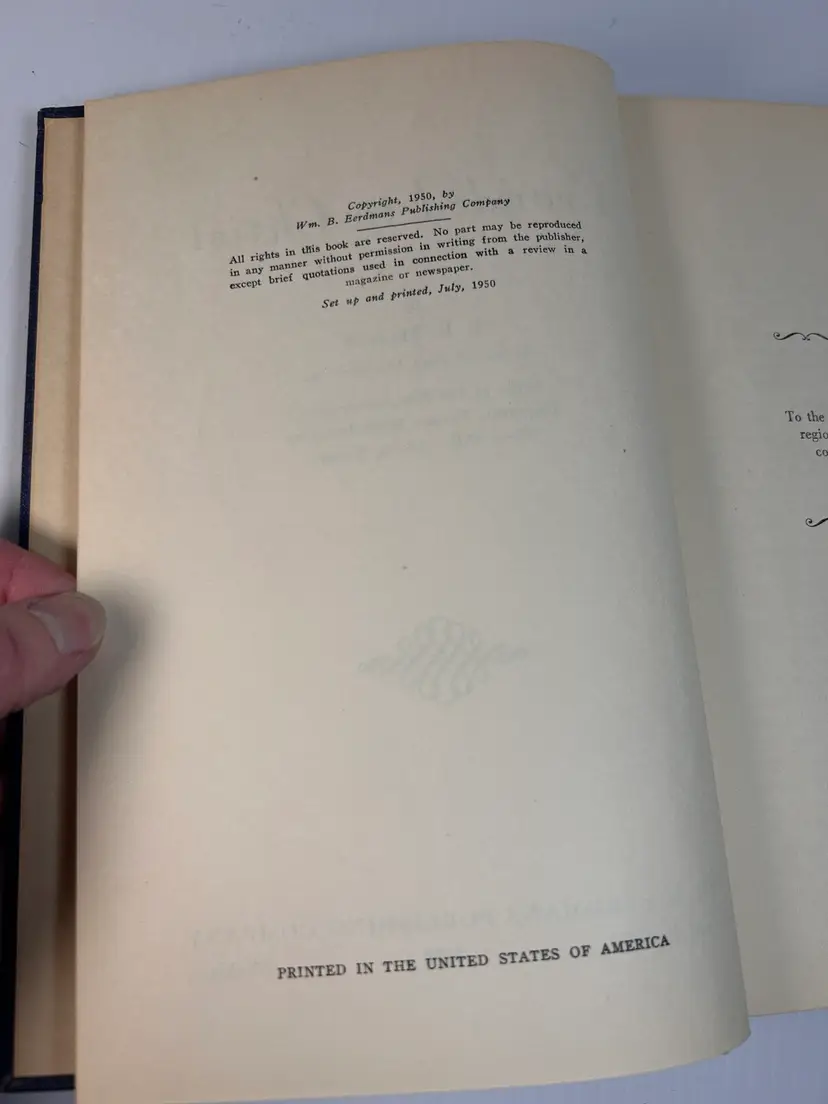 Copyright, 1950, by
Wm. B. Eerdmans Publishing Company
All rights in this book are reserved. No part may be reproduced
in any manner without permission in writing from the publisher,
except brief quotations used in connection with a review in a
magazine or newspaper.
Set up and printed, July, 1950
PRINTED IN THE UNITED STATES OF AMERICA
To the
regio
co